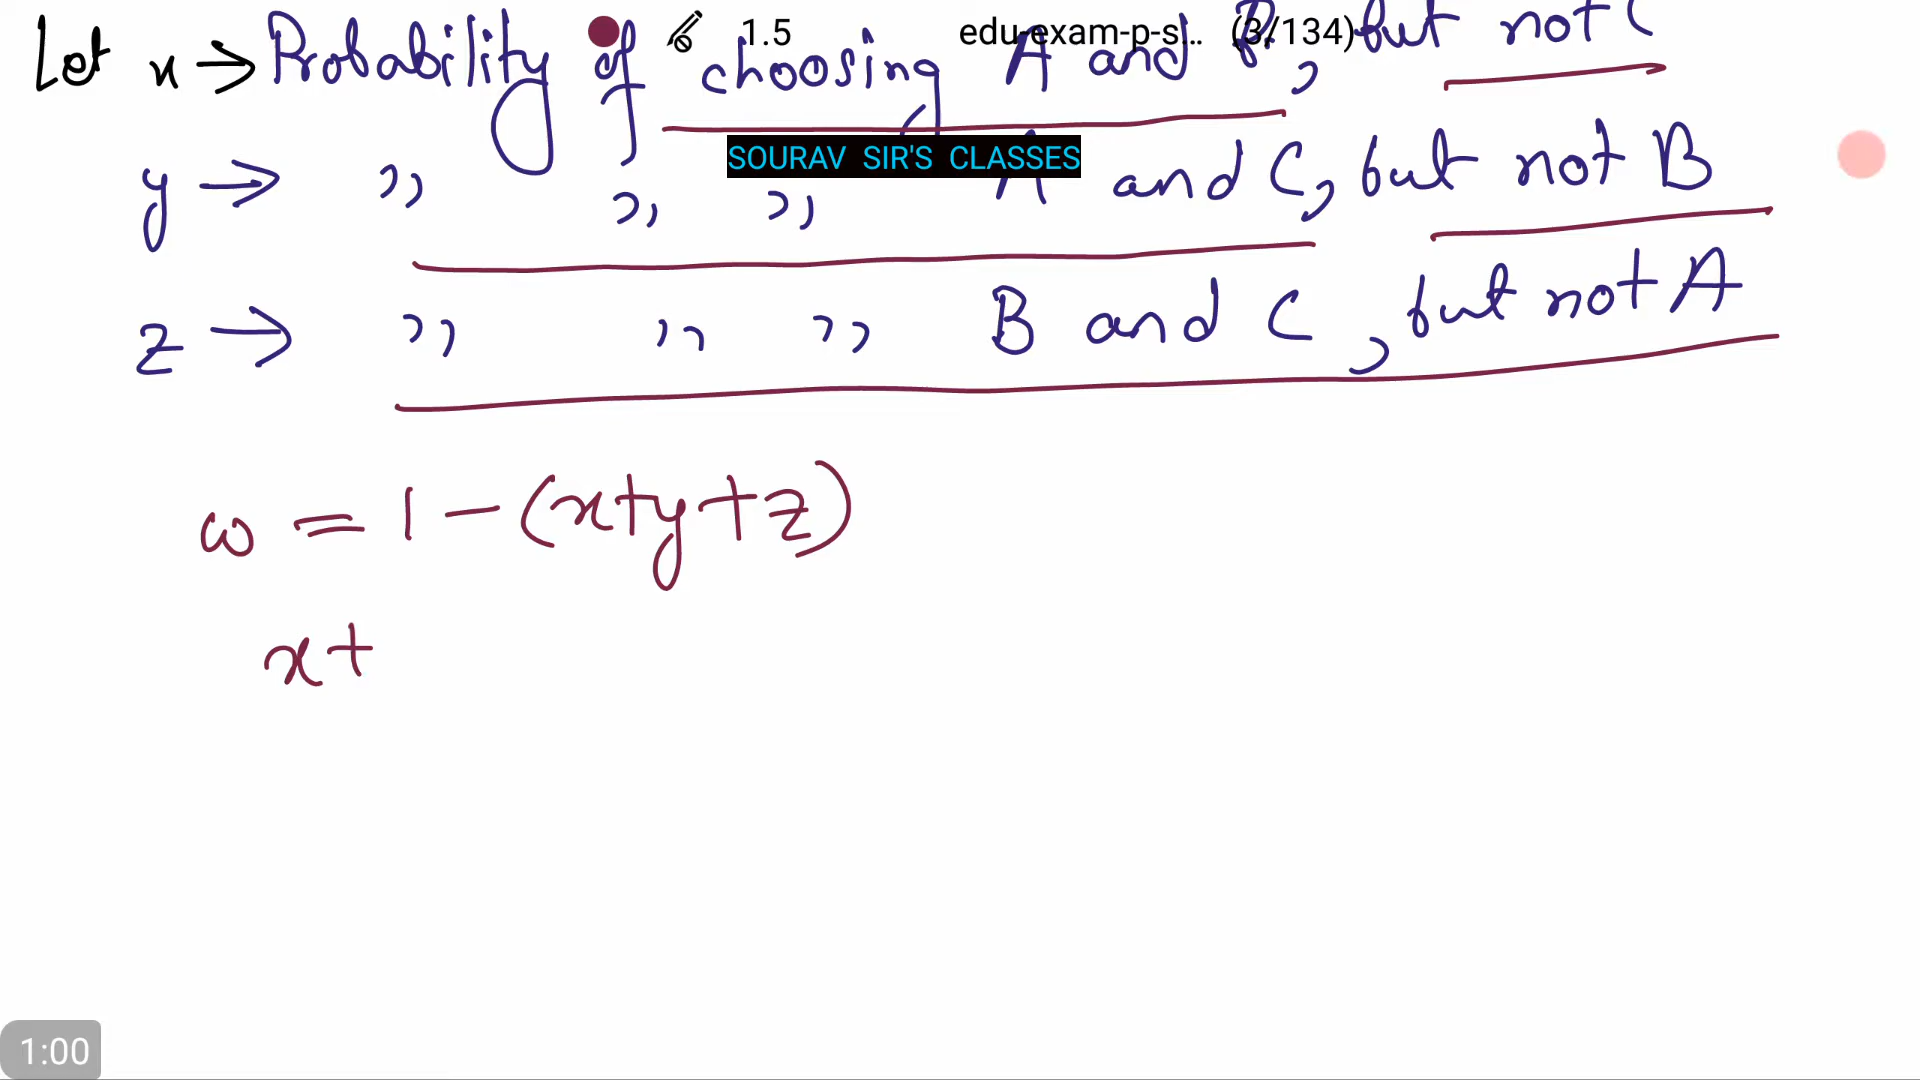 1.5 edu-exam-p-s... (3/134)
Let x → Probability of choosing A and B, but not C
SOURAV SIR'S CLASSES
y → ,, ,, ,, A and C, but not B
z → ,, ,, ,, B and C, but not A
ω = 1 - (x+y+z)
x+
1:00